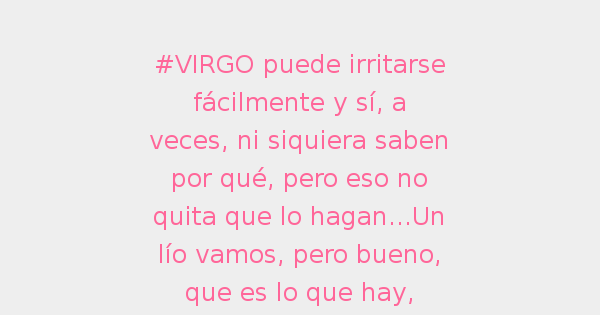 #VIRGO puede irritarse
fácilmente y sí, a
veces, ni siquiera saben
por qué, pero eso no
quita que lo hagan...Un
lío vamos, pero bueno,
que es lo que hay,